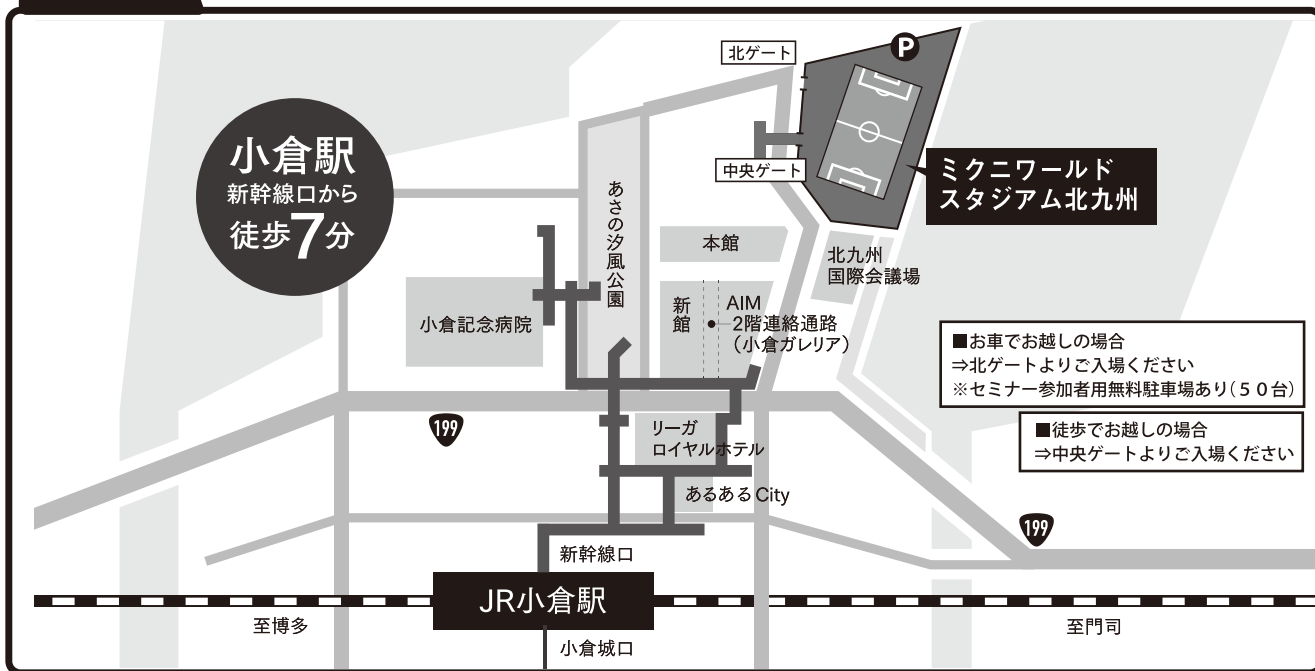 北ゲート
P
小倉駅
新幹線口から
徒歩7分
中央ゲート
ミクニワールド
スタジアム北九州
あさの汐風公園
本館
北九州
国際会議場
小倉記念病院
新館
AIM
2階連絡通路
（小倉ガレリア）
■お車でお越しの場合
⇒北ゲートよりご入場ください
※セミナー参加者用無料駐車場あり（５０台）
199
リーガ
ロイヤルホテル
■徒歩でお越しの場合
⇒中央ゲートよりご入場ください
あるあるCity
199
新幹線口
JR小倉駅
至博多
至門司
小倉城口